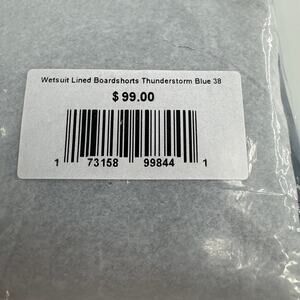 Wetsuit Lined Boardshorts Thunderstorm Blue 38
$ 99.00
1 73158 99844 1